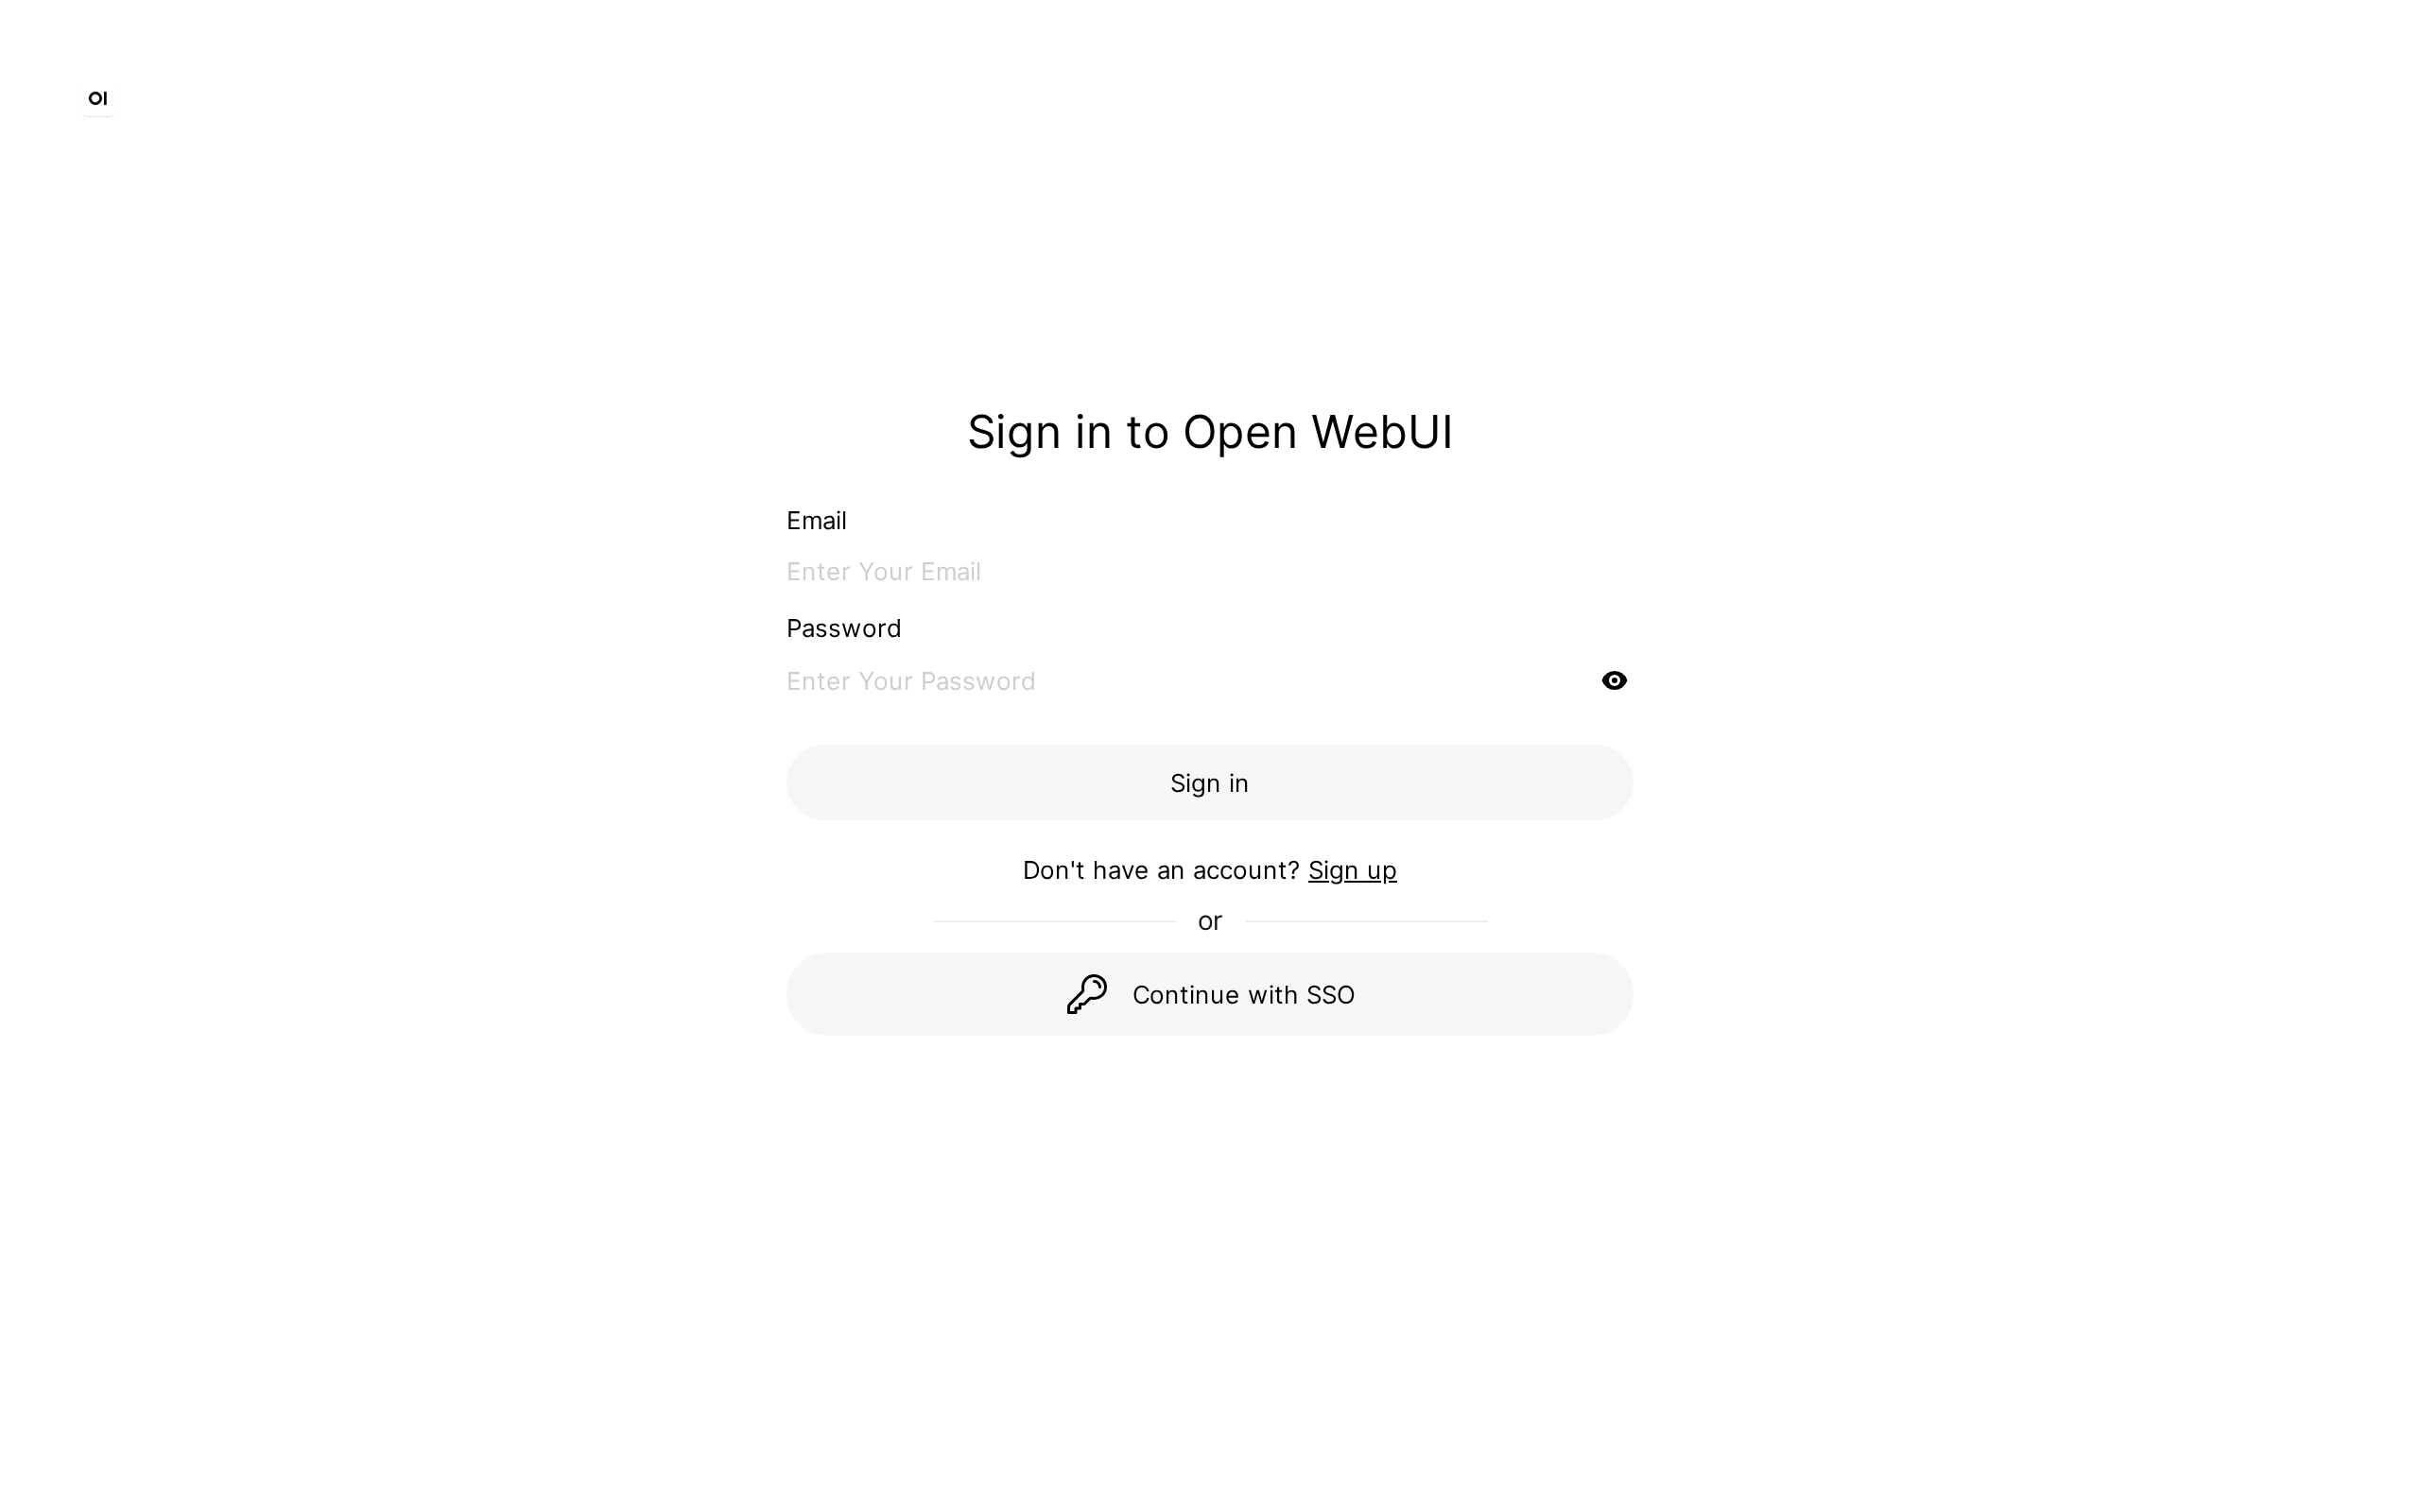 OI
Sign in to Open WebUI
Email
Enter Your Email
Password
Enter Your Password
Sign in
Don't have an account? Sign up
or
Continue with SSO